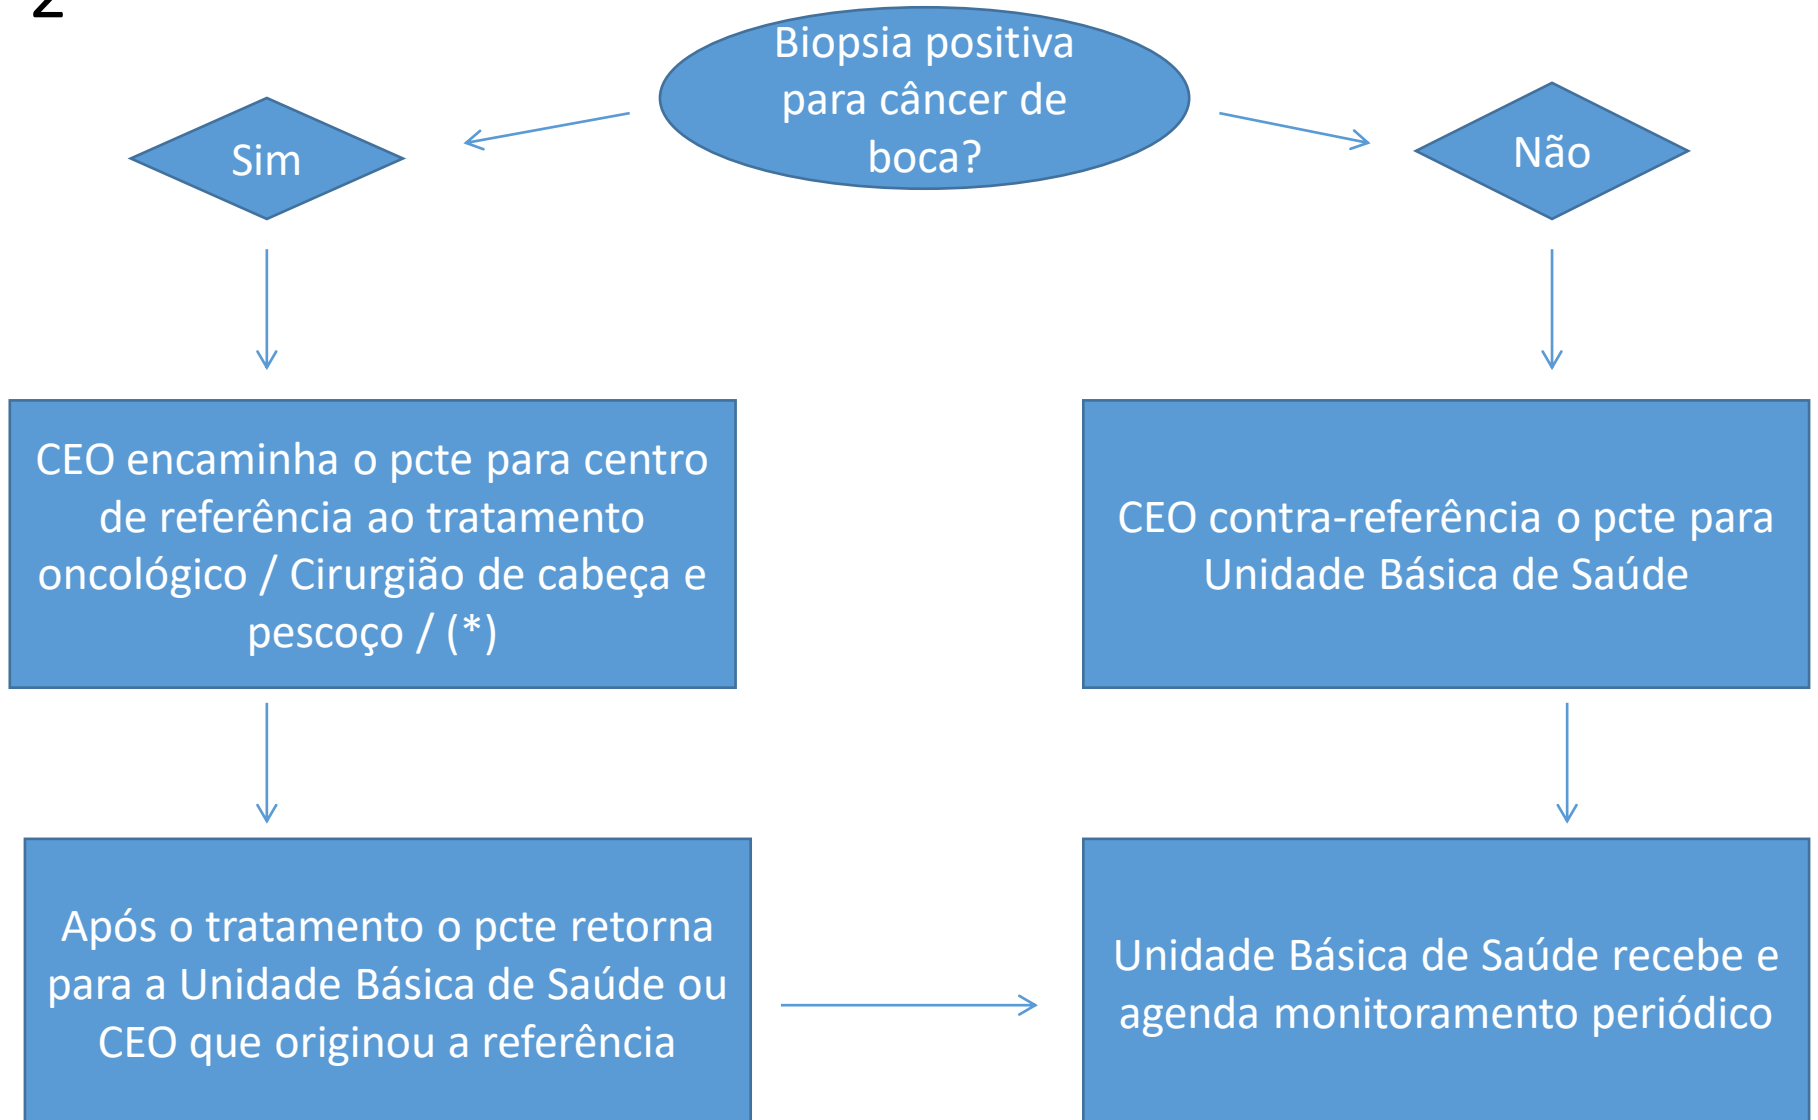 2
Biopsia positiva
para câncer de
boca?
Sim
Não
CEO encaminha o pcte para centro
de referência ao tratamento
oncológico / Cirurgião de cabeça e
pescoço / (*)
CEO contra-referência o pcte para
Unidade Básica de Saúde
Após o tratamento o pcte retorna
para a Unidade Básica de Saúde ou
CEO que originou a referência
Unidade Básica de Saúde recebe e
agenda monitoramento periódico